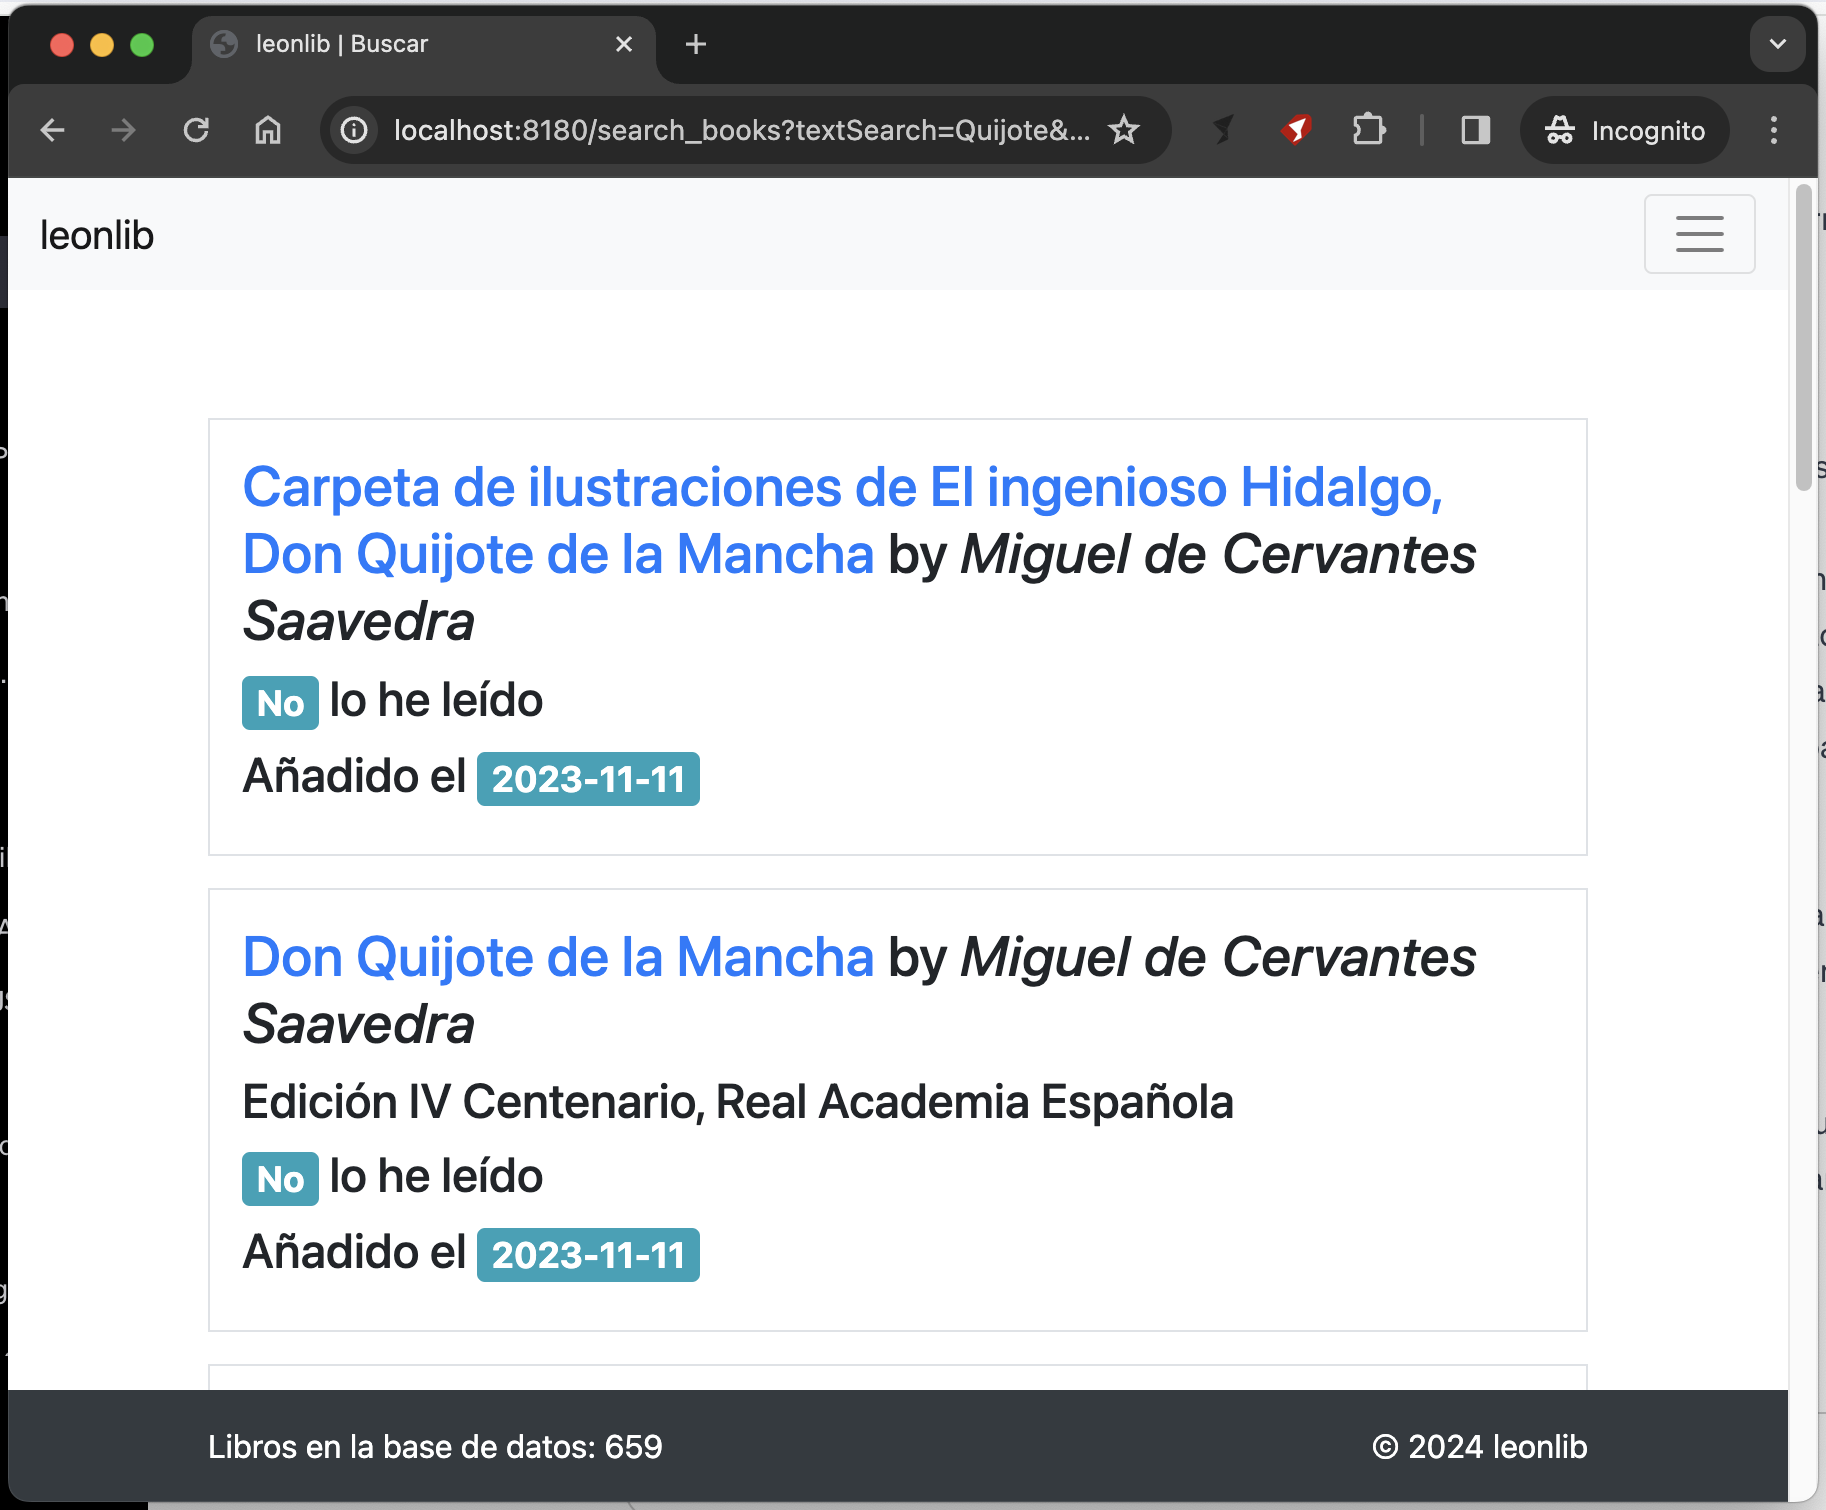 leonlib | Buscar
localhost:8180/search_books?textSearch=Quijote&...
Incognito
leonlib
Carpeta de ilustraciones de El ingenioso Hidalgo,
Don Quijote de la Mancha by Miguel de Cervantes
Saavedra
No lo he leído
Añadido el 2023-11-11
Don Quijote de la Mancha by Miguel de Cervantes
Saavedra
Edición IV Centenario, Real Academia Española
No lo he leído
Añadido el 2023-11-11
Libros en la base de datos: 659
© 2024 leonlib